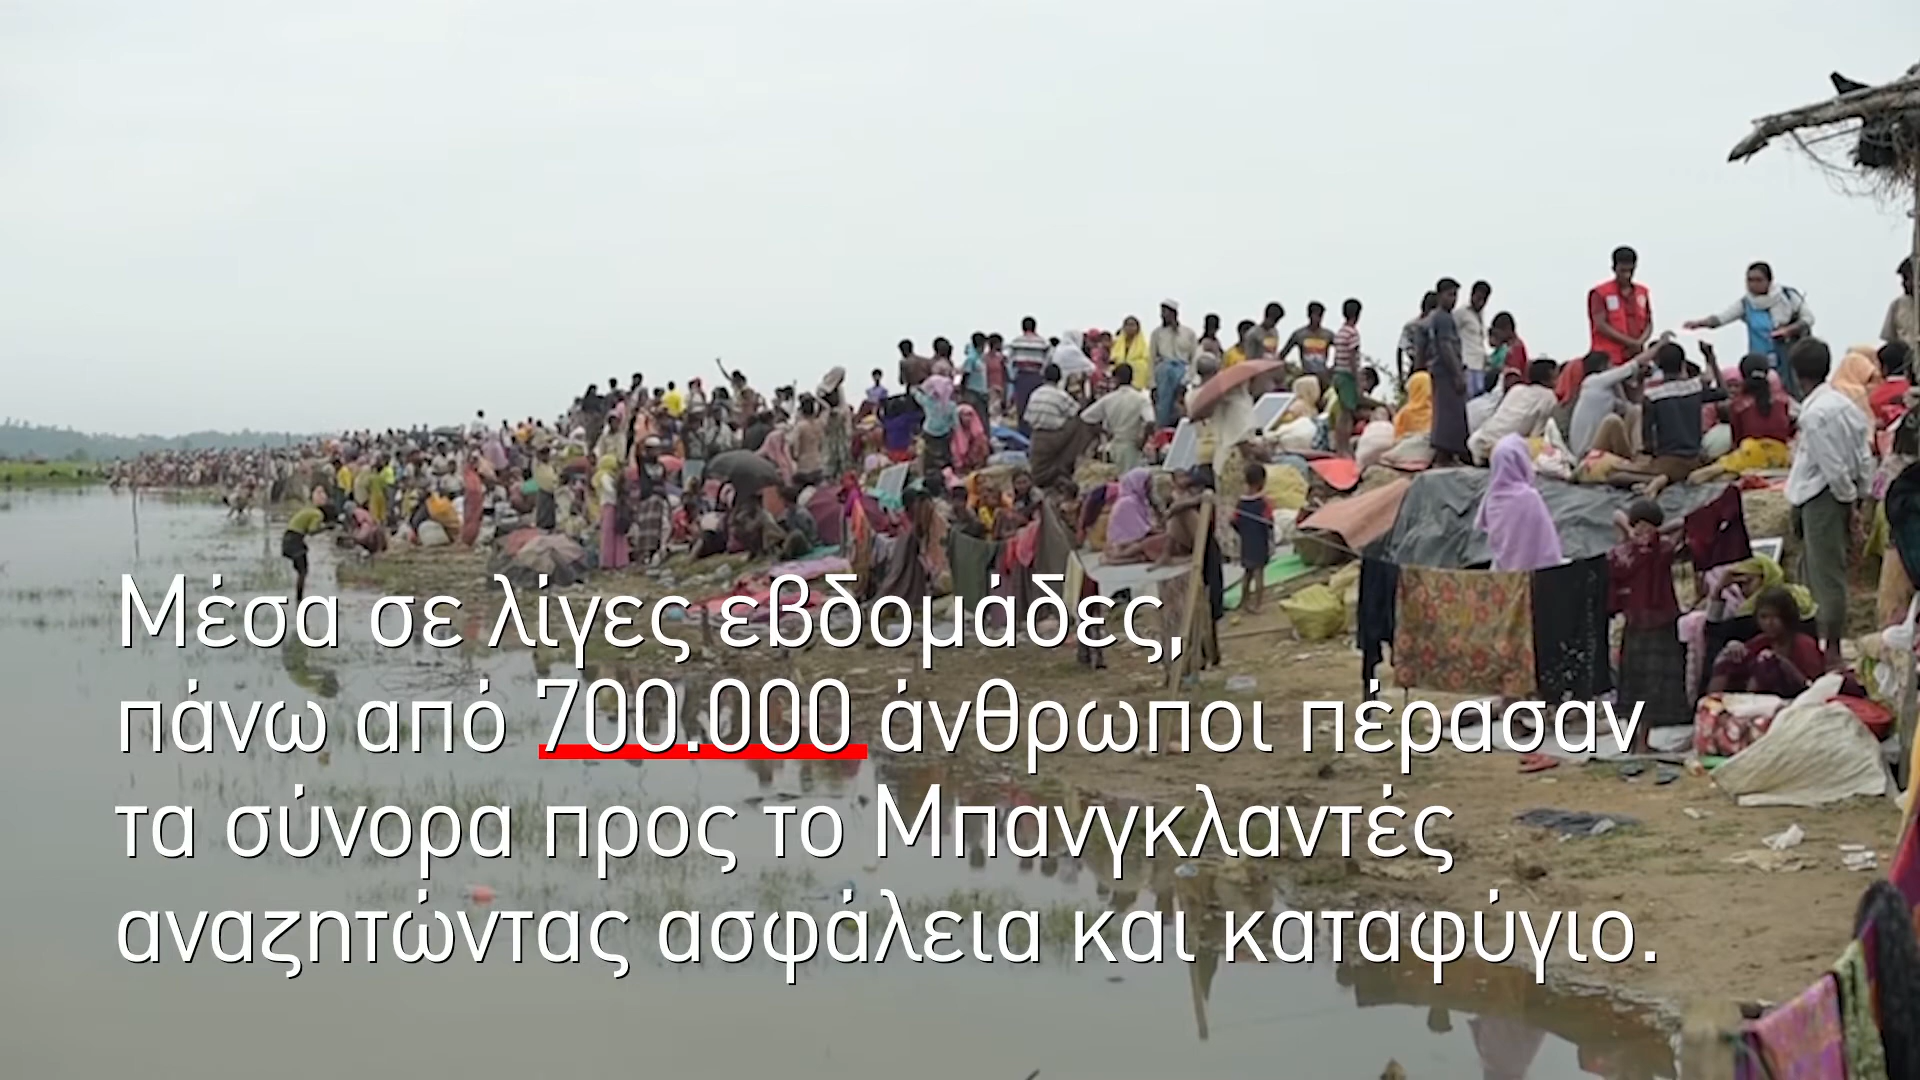 Μέσα σε λίγες εβδομάδες,
πάνω από 700.000 άνθρωποι πέρασαν
τα σύνορα προς το Μπανγκλαντές
αναζητώντας ασφάλεια και καταφύγιο.